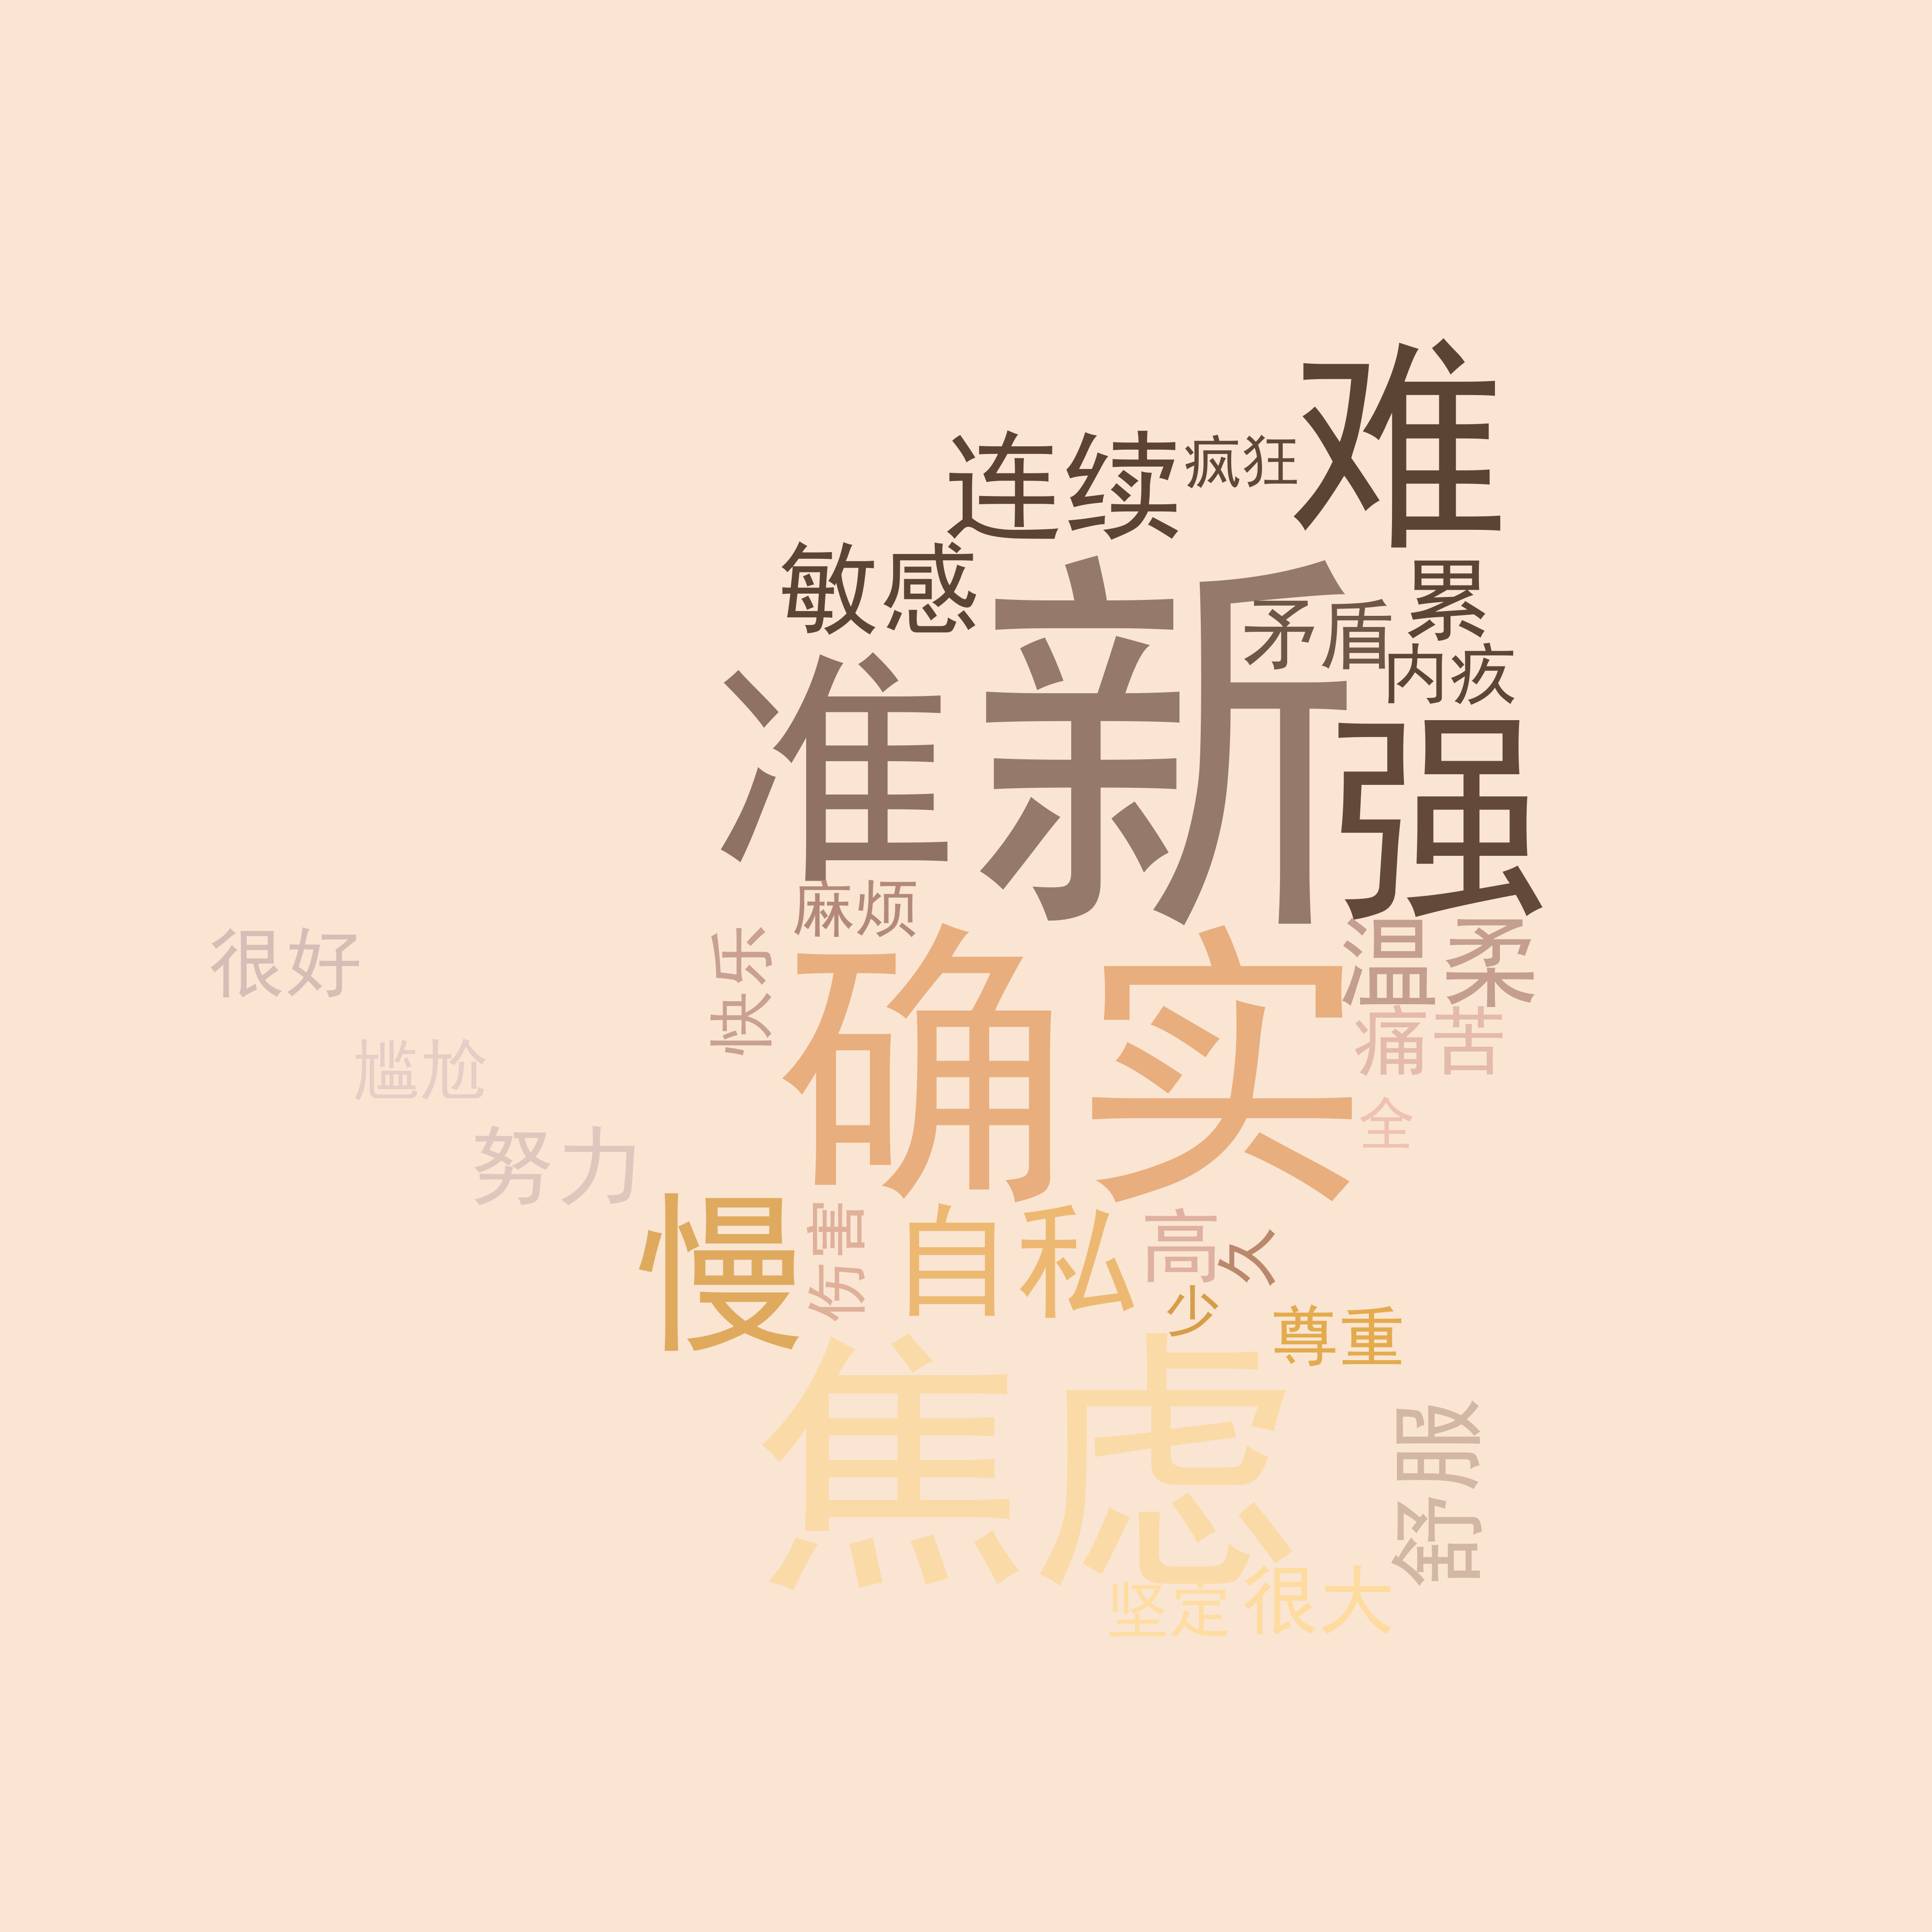 难
连续
疯狂
敏感
新
矛盾
累
内疚
准
强
麻烦
很好
快乐
确实
温柔
痛苦
尴尬
全
努力
慢
伤害
自私
高
久
少
尊重
焦虑
舒服
坚定
很大